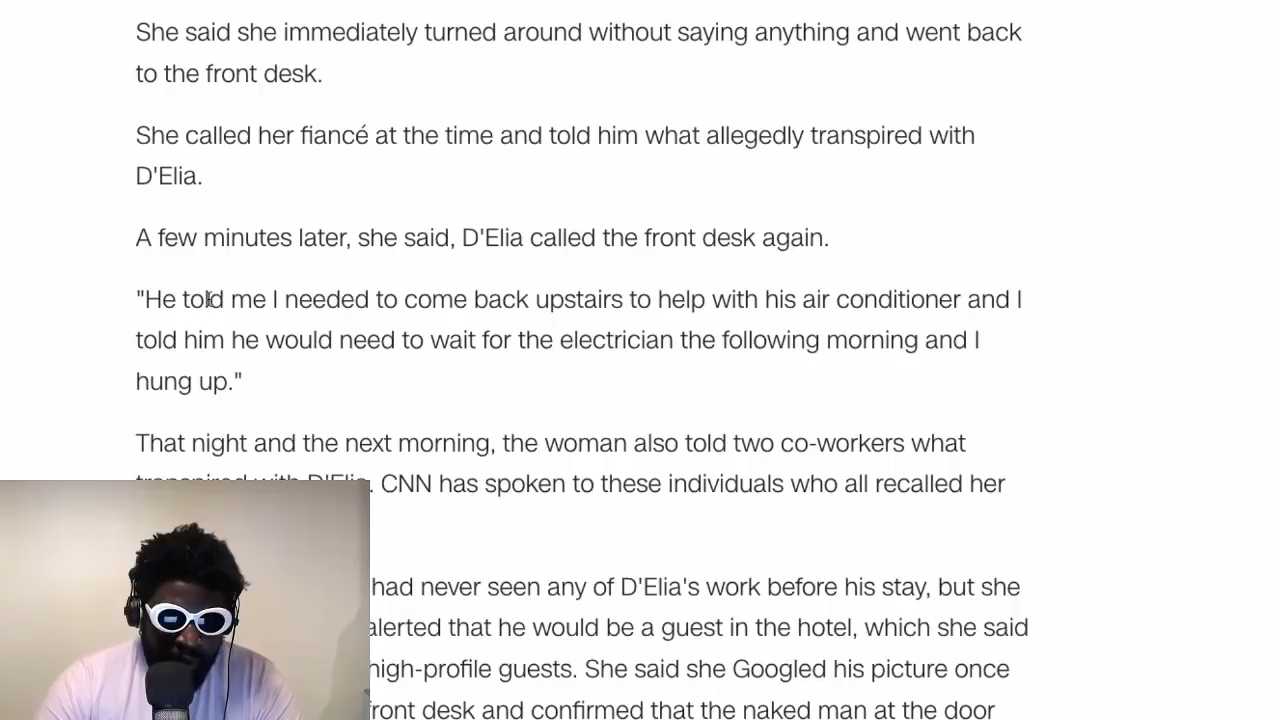 She said she immediately turned around without saying anything and went back
to the front desk.
She called her fiancé at the time and told him what allegedly transpired with
D'Elia.
A few minutes later, she said, D'Elia called the front desk again.
"He told me I needed to come back upstairs to help with his air conditioner and I
told him he would need to wait for the electrician the following morning and I
hung up."
That night and the next morning, the woman also told two co-workers what
transpired with D'Elia. CNN has spoken to these individuals who all recalled her
had never seen any of D'Elia's work before his stay, but she
alerted that he would be a guest in the hotel, which she said
high-profile guests. She said she Googled his picture once
front desk and confirmed that the naked man at the door